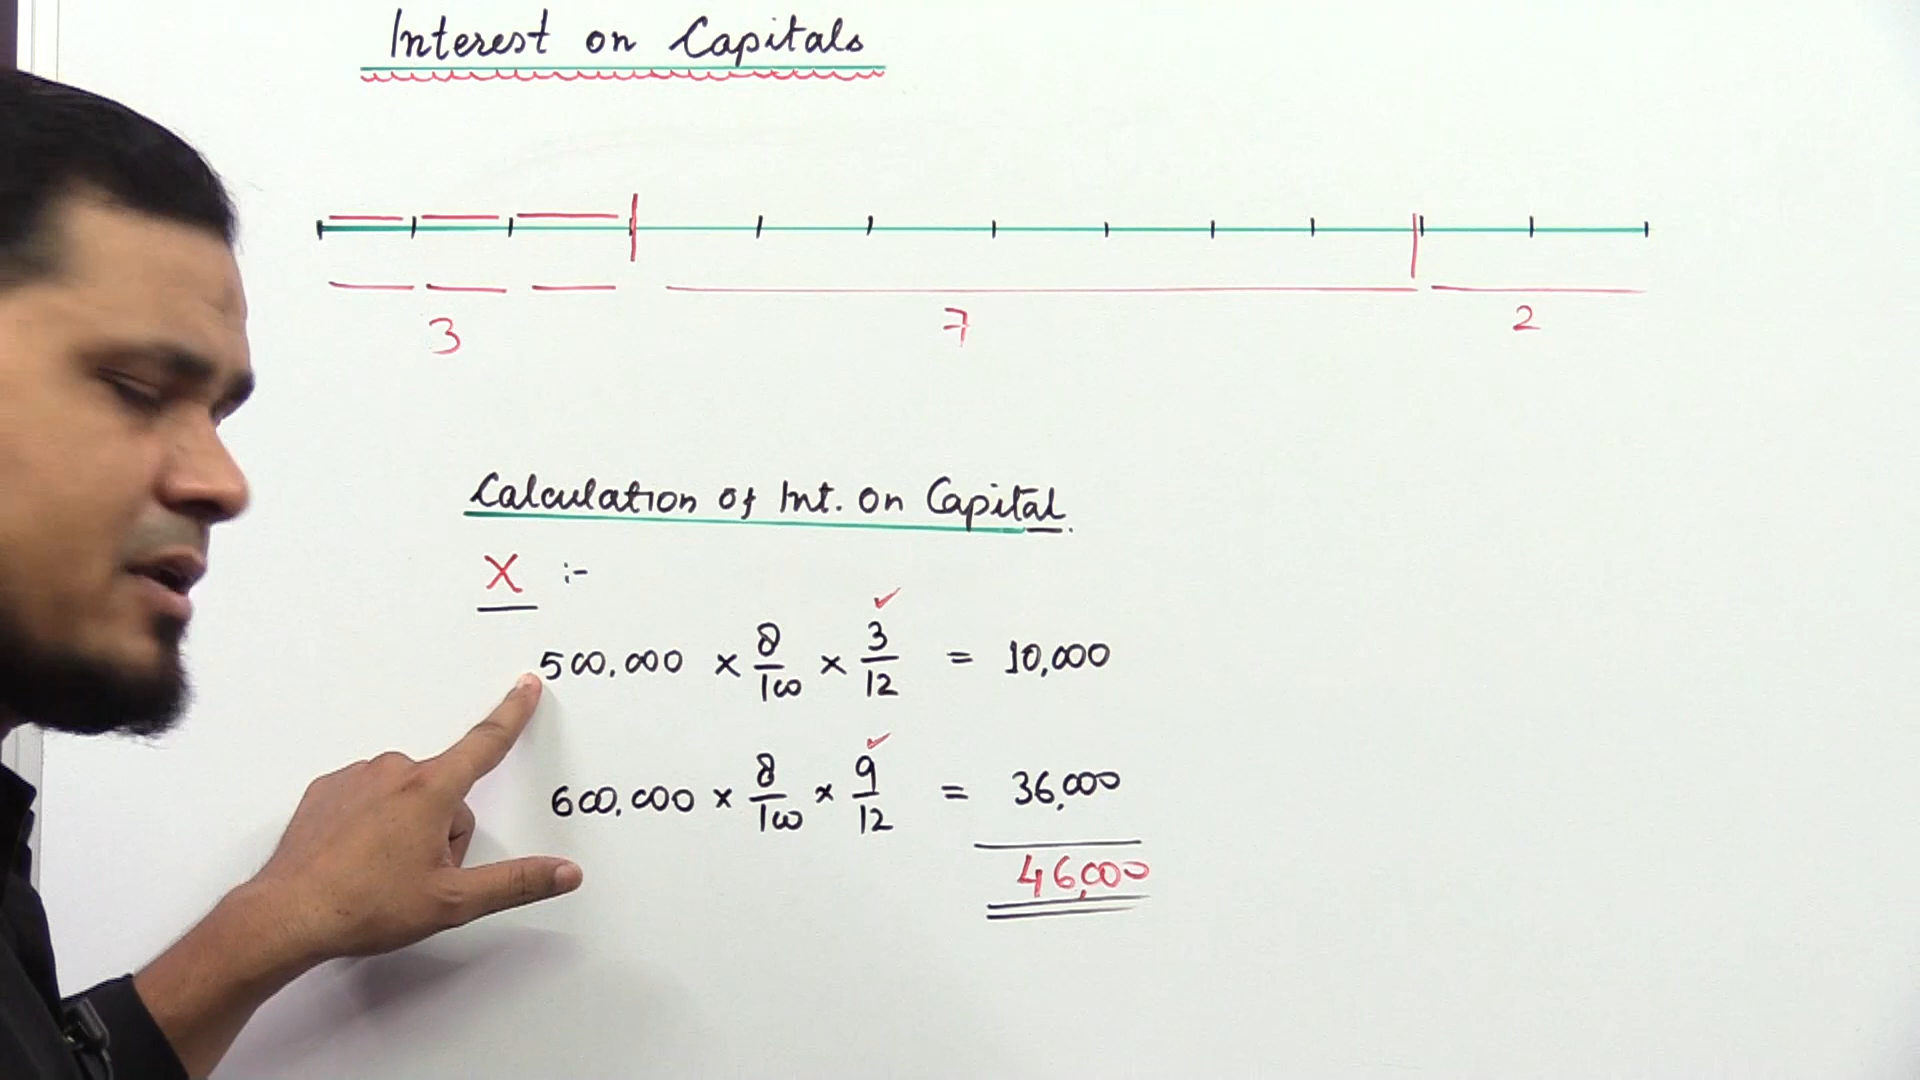 Interest on Capitals
3 7 2
Calculation of Int. on Capital.
X :-
500,000 × 8/100 × 3/12 = 10,000
600,000 × 8/100 × 9/12 = 36,000
46,000